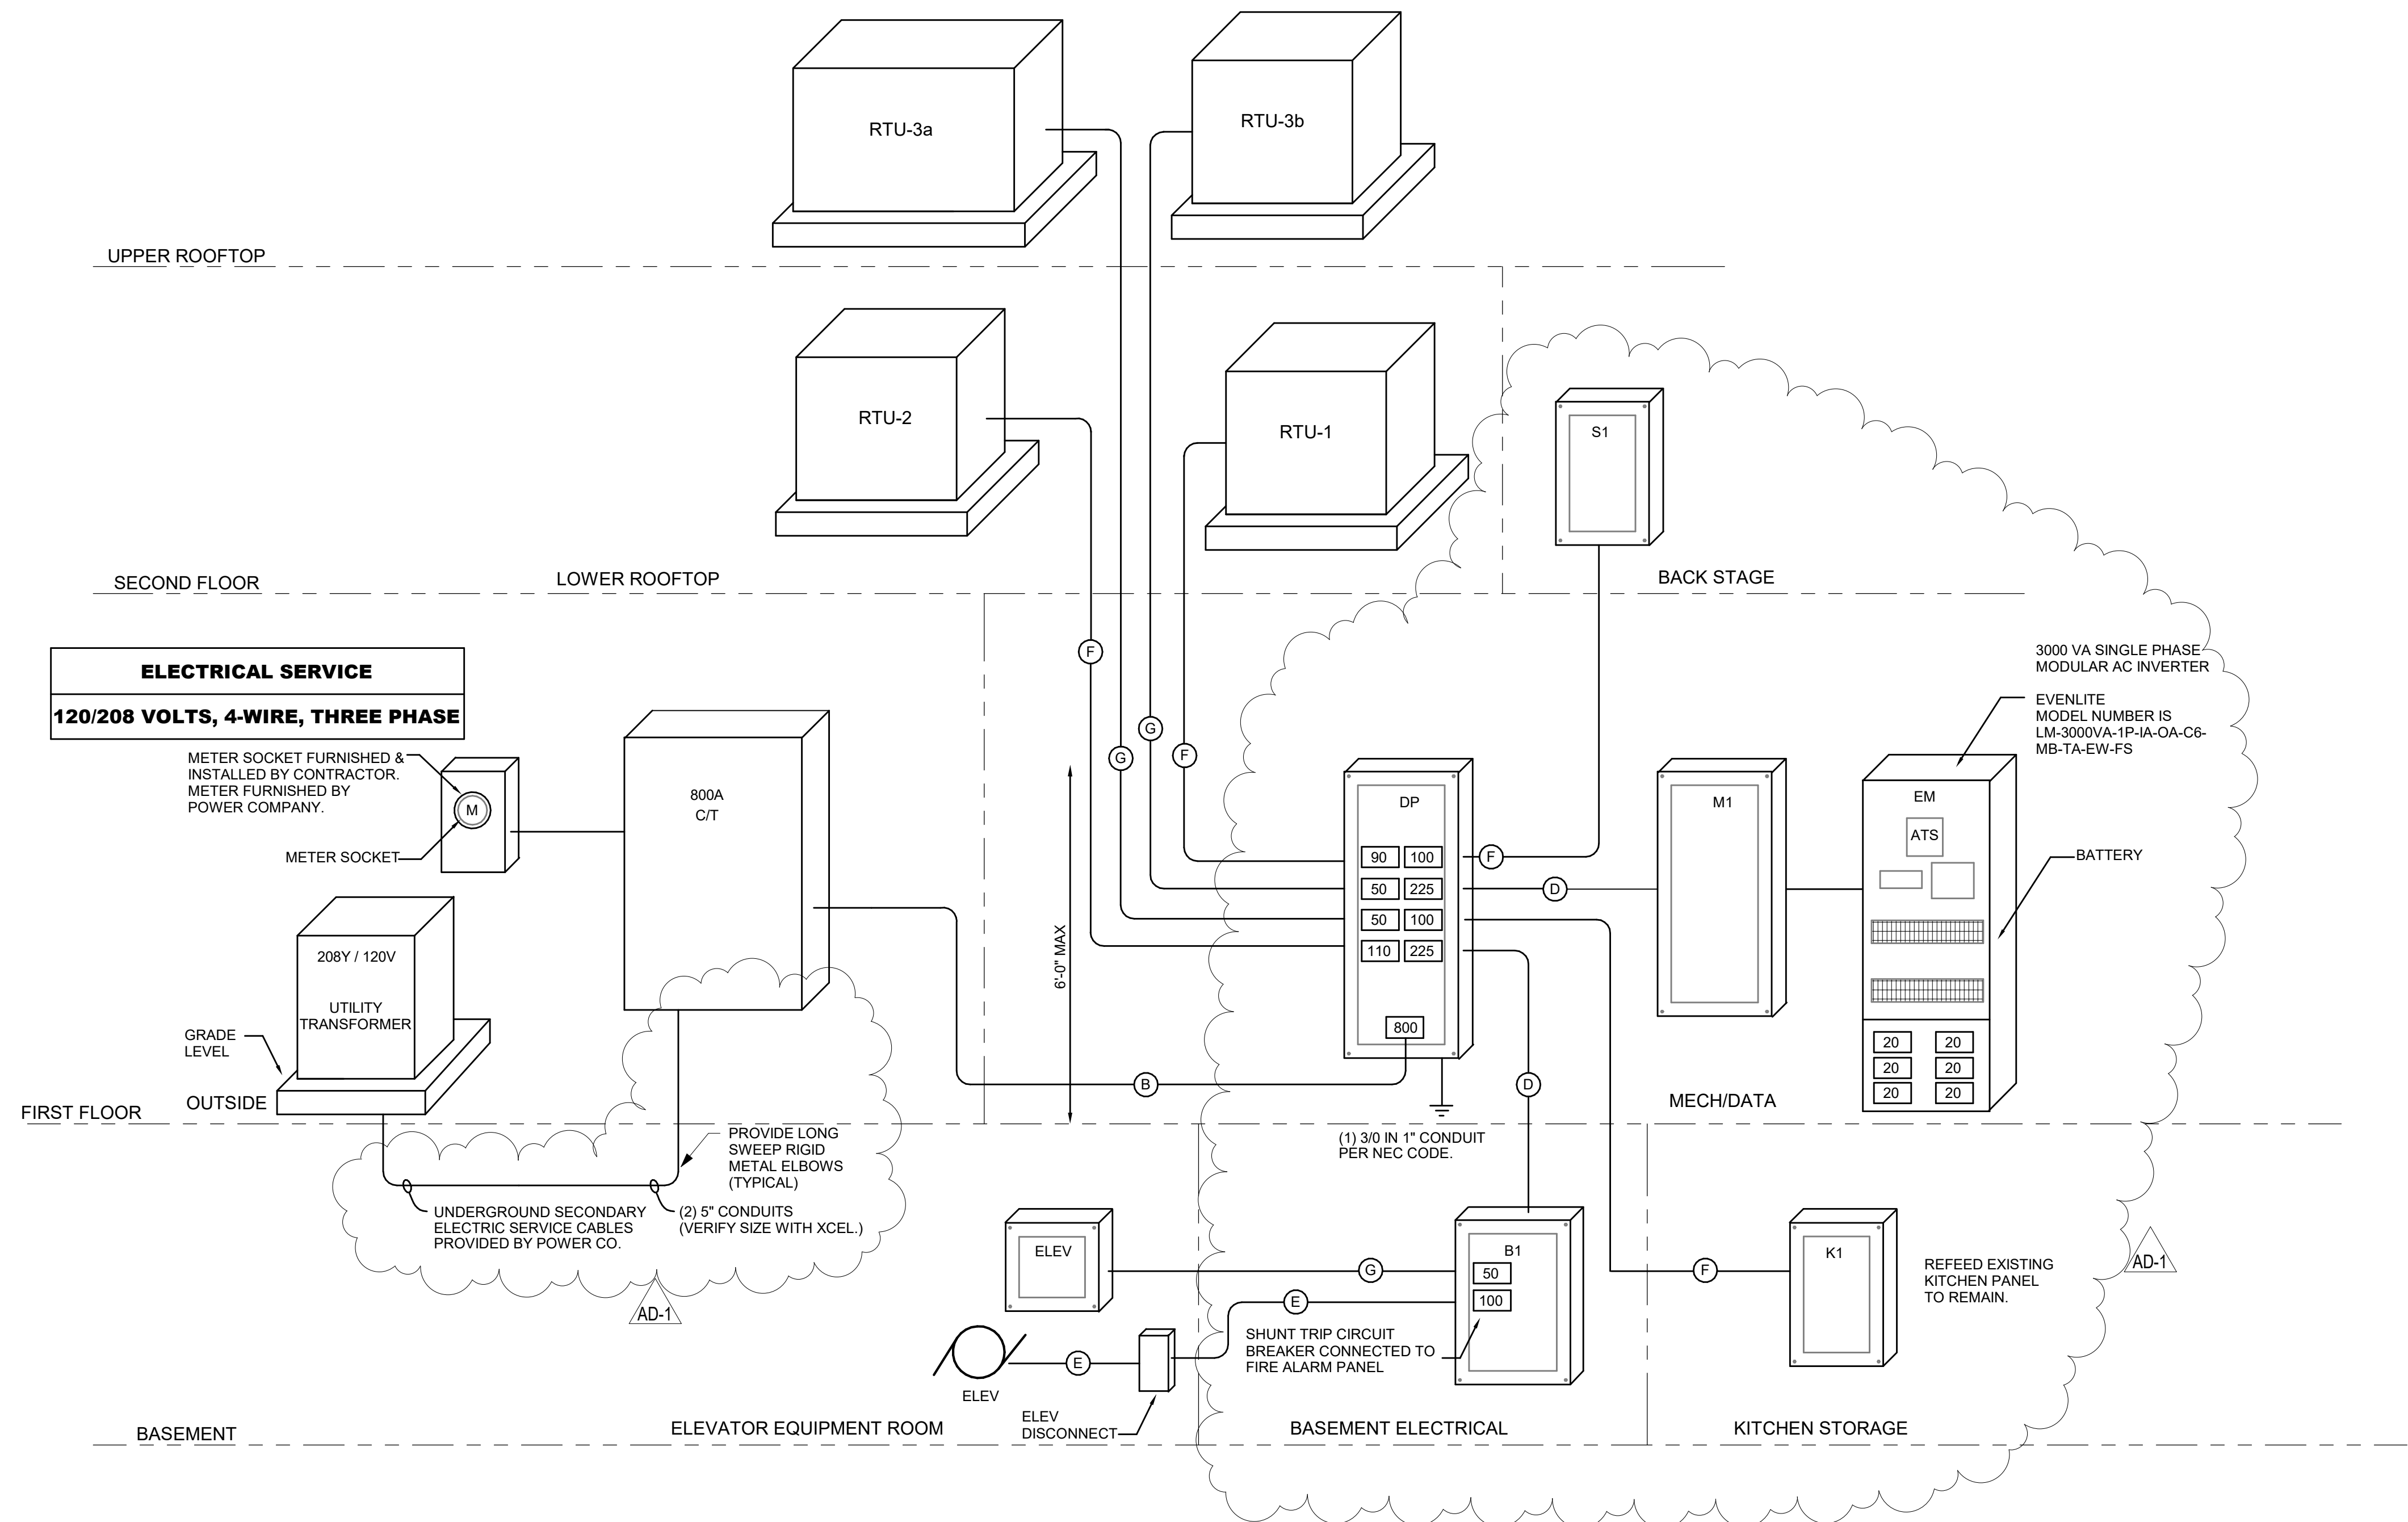 RTU-3a
RTU-3b
UPPER ROOFTOP
RTU-2
RTU-1
S1
SECOND FLOOR
LOWER ROOFTOP
BACK STAGE
ELECTRICAL SERVICE
120/208 VOLTS, 4-WIRE, THREE PHASE
METER SOCKET FURNISHED &
INSTALLED BY CONTRACTOR.
METER FURNISHED BY
POWER COMPANY.
M
METER SOCKET
800A
C/T
F
G
G
F
6'-0" MAX
DP
90 100
50 225
50 100
110 225
800
F
D
M1
3000 VA SINGLE PHASE
MODULAR AC INVERTER
EVENLITE
MODEL NUMBER IS
LM-3000VA-1P-IA-OA-C6-
MB-TA-EW-FS
EM
ATS
BATTERY
20 20
20 20
20 20
208Y / 120V
UTILITY
TRANSFORMER
GRADE
LEVEL
OUTSIDE
B
D
MECH/DATA
FIRST FLOOR
PROVIDE LONG
SWEEP RIGID
METAL ELBOWS
(TYPICAL)
(1) 3/0 IN 1" CONDUIT
PER NEC CODE.
UNDERGROUND SECONDARY
ELECTRIC SERVICE CABLES
PROVIDED BY POWER CO.
(2) 5" CONDUITS
(VERIFY SIZE WITH XCEL.)
AD-1
ELEV
G
B1
50
100
E
F
K1
REFEED EXISTING
KITCHEN PANEL
TO REMAIN.
AD-1
SHUNT TRIP CIRCUIT
BREAKER CONNECTED TO
FIRE ALARM PANEL
E
ELEV
ELEV
DISCONNECT
BASEMENT
ELEVATOR EQUIPMENT ROOM
BASEMENT ELECTRICAL
KITCHEN STORAGE